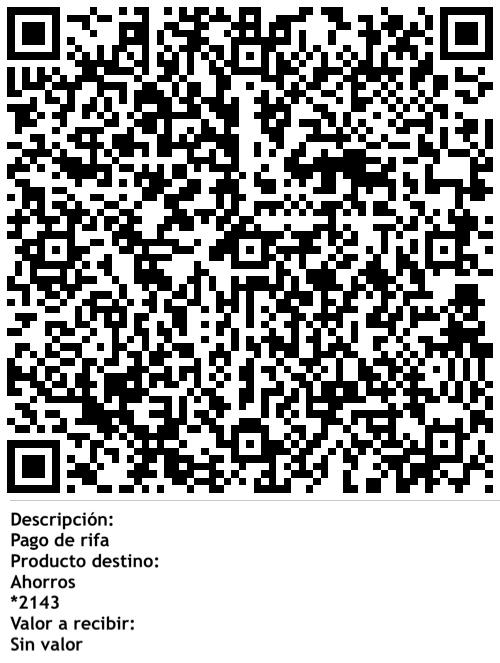 Descripción:
Pago de rifa
Producto destino:
Ahorros
*2143
Valor a recibir:
Sin valor